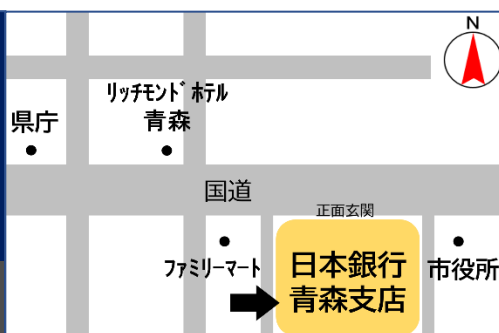 N
リッチモンドホテル
青森
県庁
国道
正面玄関
ファミリーマート
日本銀行
青森支店
市役所